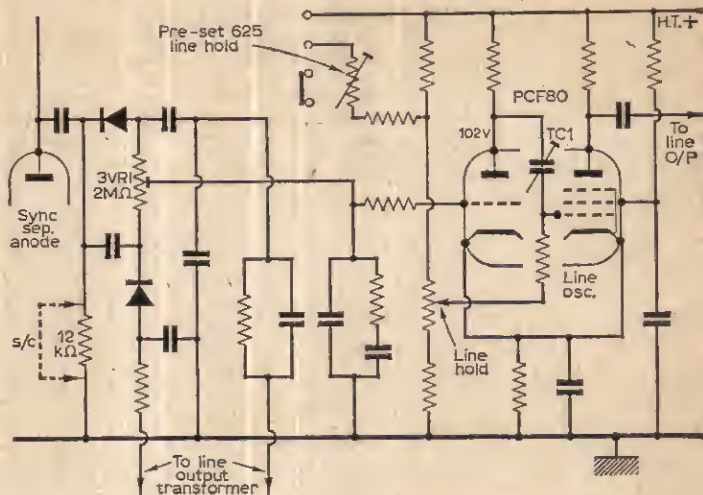 Pre-set 625
line hold
H.T.+
PCF80
102V
TC1
To
line
O/P
3VR1
2MΩ
Sync
sep.
anode
s/c
12
kΩ
Line
osc.
Line
hold
To line
output
transformer